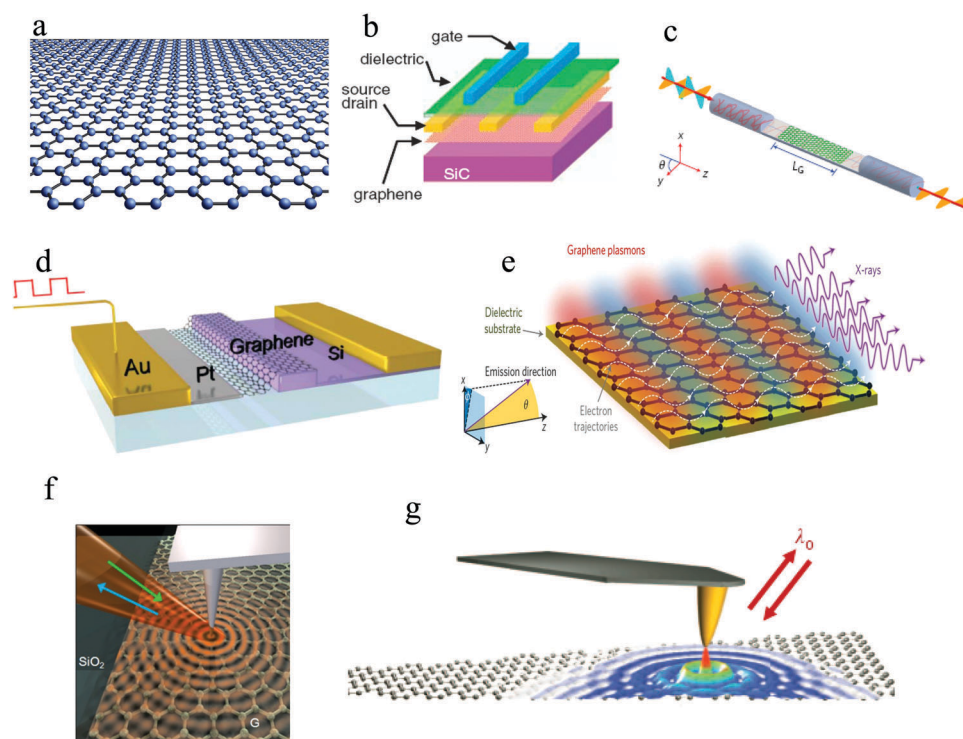 a
b
gate
dielectric
source
drain
graphene
SiC
c
x
θ
y
z
L_G
d
Au
Pt
Graphene
Si
e
Graphene plasmons
X-rays
Dielectric
substrate
Emission direction
x
ϕ
θ
z
y
Electron
trajectories
f
SiO₂
G
g
λ₀